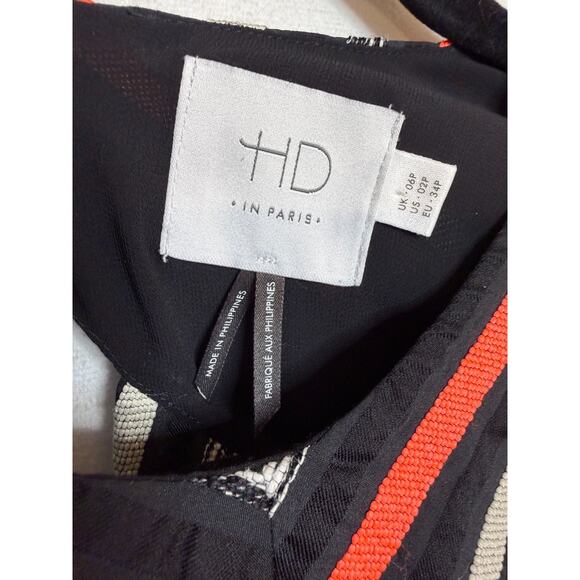 HD
• IN PARIS •
UK • 06P
US • 02P
EU • 34P
MADE IN PHILIPPINES
FABRIQUÉ AUX PHILIPPINES